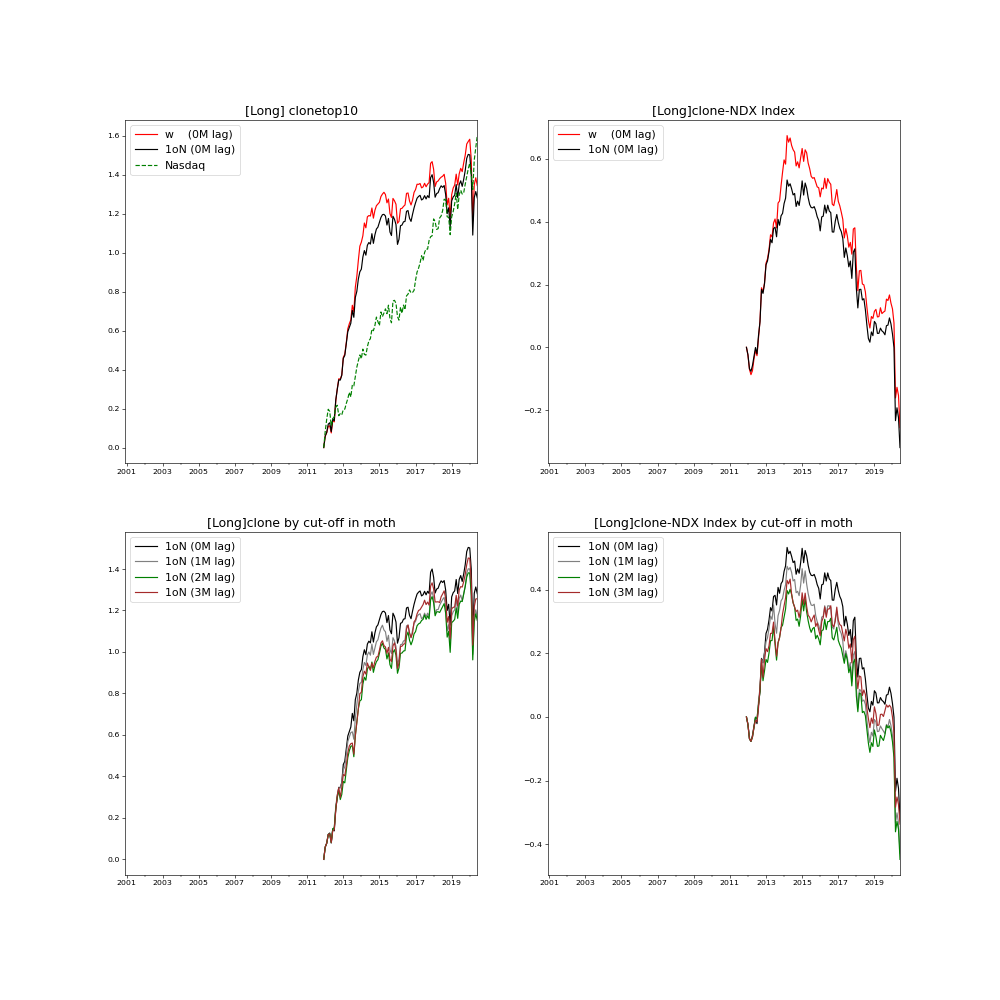 [Long] clonetop10
w    (0M lag)
1oN (0M lag)
Nasdaq
1.6
1.4
1.2
1.0
0.8
0.6
0.4
0.2
0.0
2001 2003 2005 2007 2009 2011 2013 2015 2017 2019
[Long]clone-NDX Index
w    (0M lag)
1oN (0M lag)
0.6
0.4
0.2
0.0
−0.2
2001 2003 2005 2007 2009 2011 2013 2015 2017 2019
[Long]clone by cut-off in moth
1oN (0M lag)
1oN (1M lag)
1oN (2M lag)
1oN (3M lag)
1.4
1.2
1.0
0.8
0.6
0.4
0.2
0.0
2001 2003 2005 2007 2009 2011 2013 2015 2017 2019
[Long]clone-NDX Index by cut-off in moth
1oN (0M lag)
1oN (1M lag)
1oN (2M lag)
1oN (3M lag)
0.4
0.2
0.0
−0.2
−0.4
2001 2003 2005 2007 2009 2011 2013 2015 2017 2019